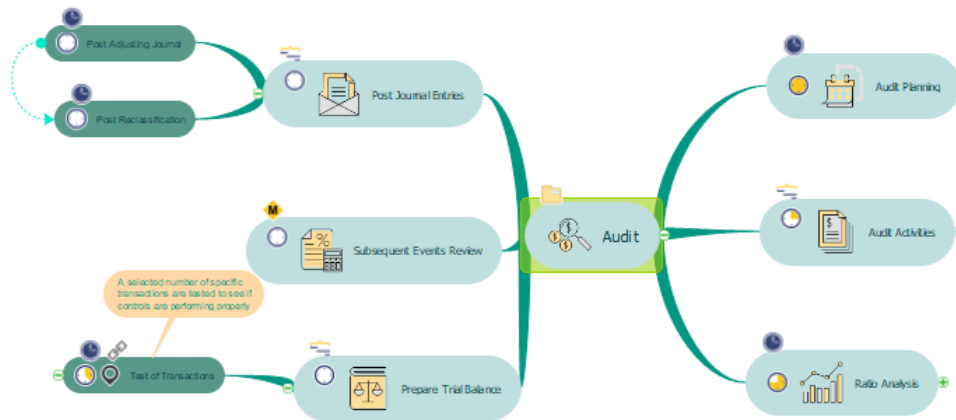 Post Adjusting Journal
Post Reclassification
Post Journal Entries
Audit Planning
M
Subsequent Events Review
%
Audit
$
$
$
Audit Activities
$
A selected number of specific
transactions are tested to see if
controls are performing properly
Test of Transactions
Prepare Trial Balance
Ratio Analysis